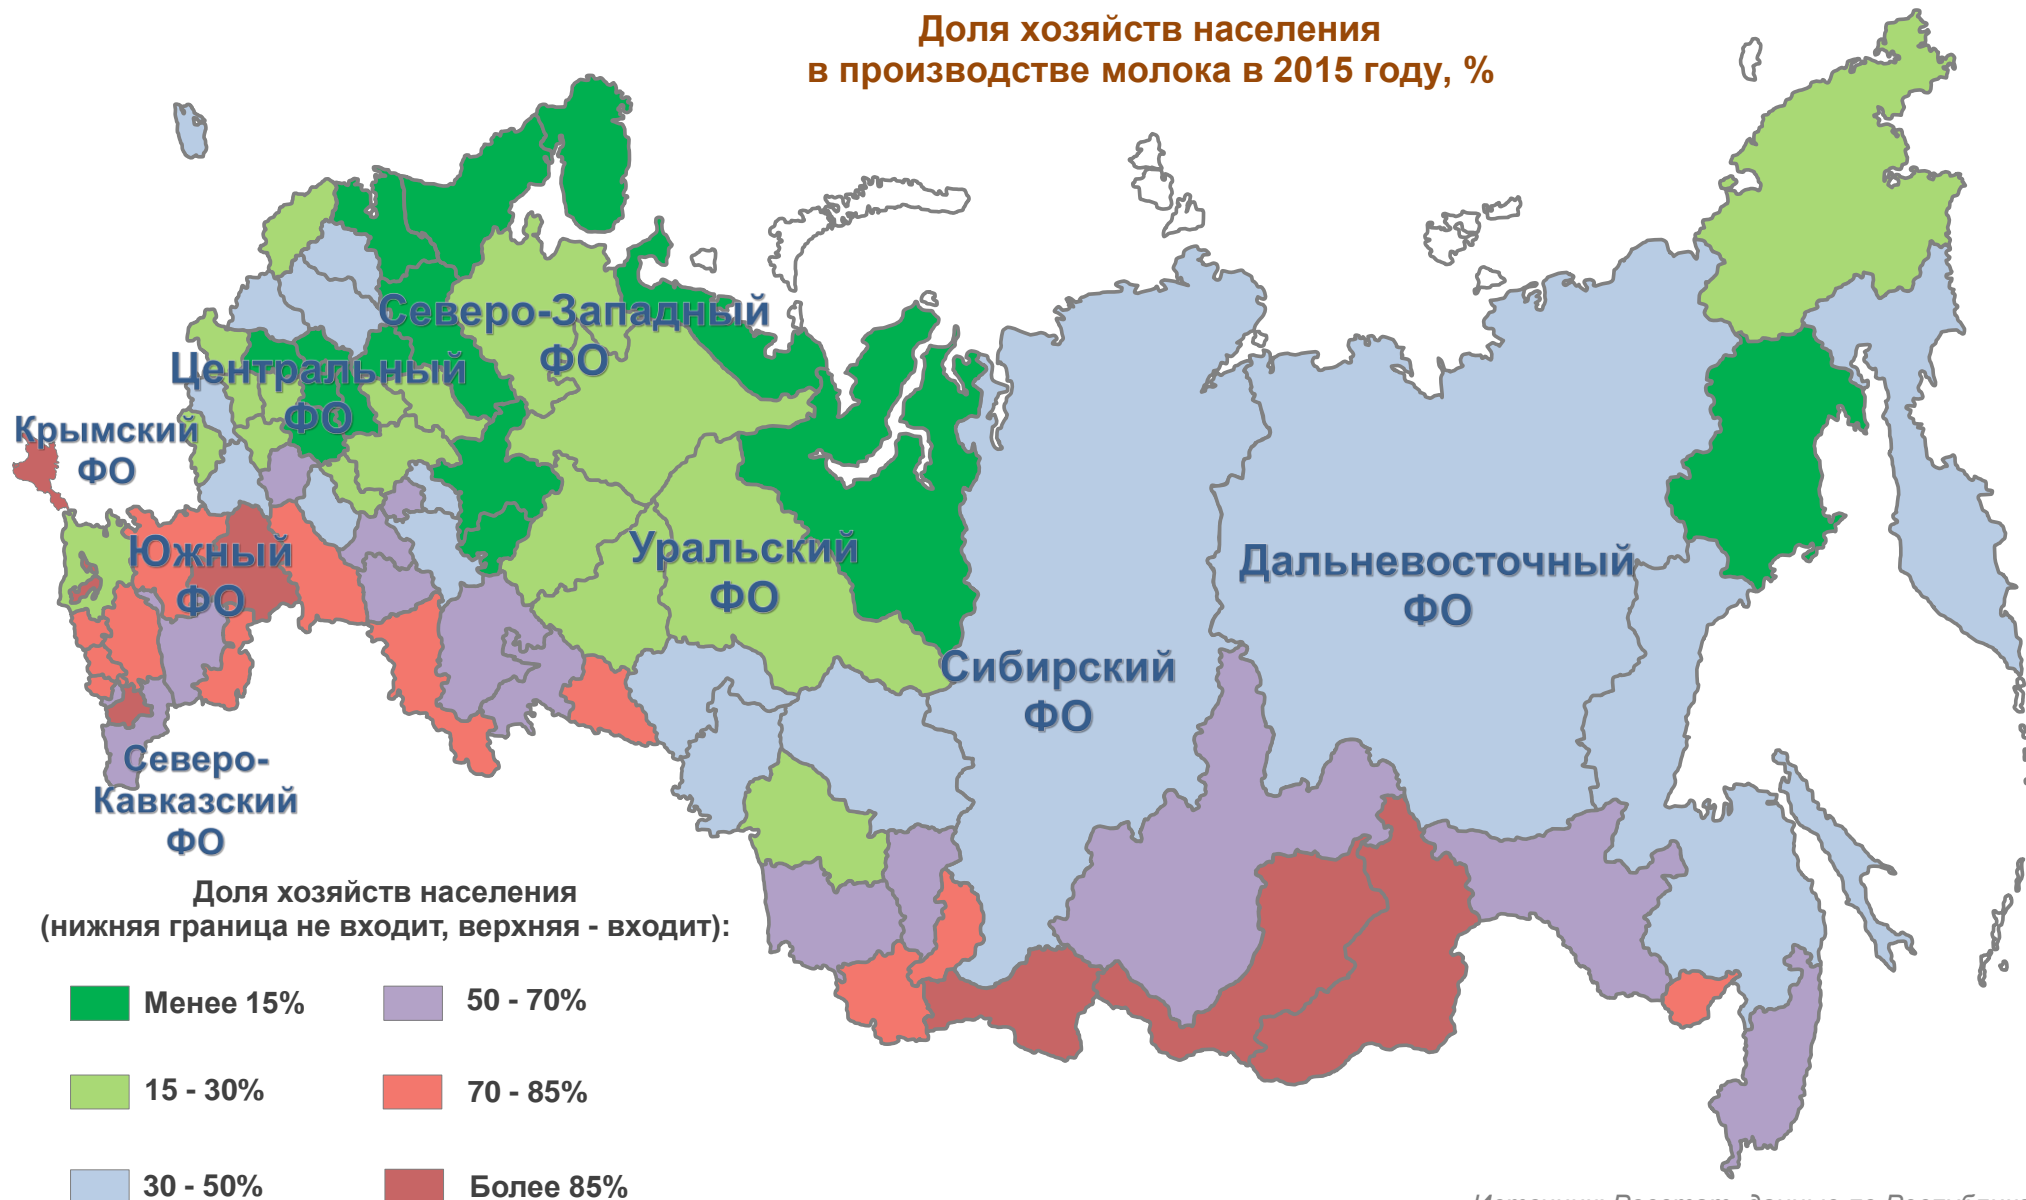 Доля хозяйств населения
в производстве молока в 2015 году, %
Северо-Западный
ФО
Центральный
ФО
Крымский
ФО
Южный
ФО
Уральский
ФО
Дальневосточный
ФО
Сибирский
ФО
Северо-
Кавказский
ФО
Доля хозяйств населения
(нижняя граница не входит, верхняя - входит):
Менее 15%
50 - 70%
15 - 30%
70 - 85%
30 - 50%
Более 85%